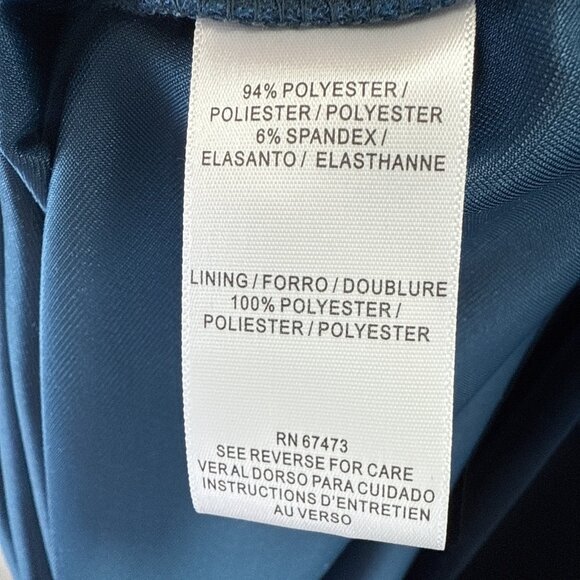 94% POLYESTER /
POLIESTER / POLYESTER
6% SPANDEX /
ELASANTO / ELASTHANNE
LINING / FORRO / DOUBLURE
100% POLYESTER /
POLIESTER / POLYESTER
RN 67473
SEE REVERSE FOR CARE
VER AL DORSO PARA CUIDADO
INSTRUCTIONS D'ENTRETIEN
AU VERSO